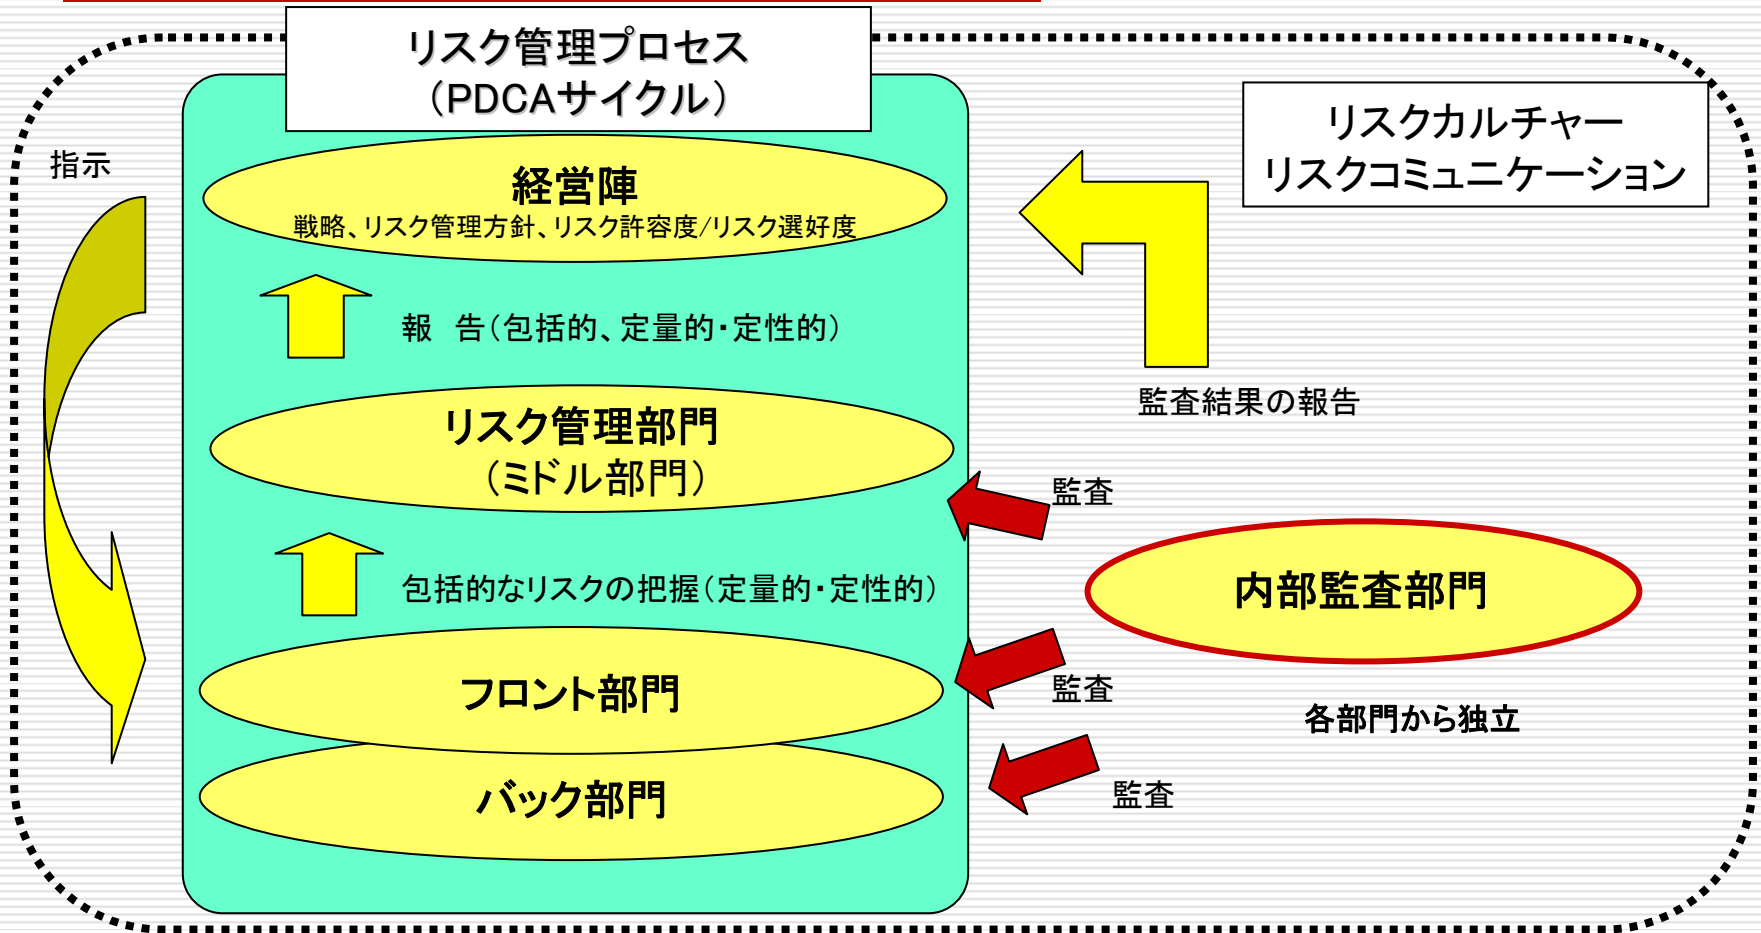 リスク管理プロセス
（PDCAサイクル）
リスクカルチャー
リスクコミュニケーション
指示
経営陣
戦略、リスク管理方針、リスク許容度/リスク選好度
報　告（包括的、定量的・定性的）
監査結果の報告
リスク管理部門
（ミドル部門）
監査
内部監査部門
包括的なリスクの把握（定量的・定性的）
フロント部門
監査
各部門から独立
バック部門
監査